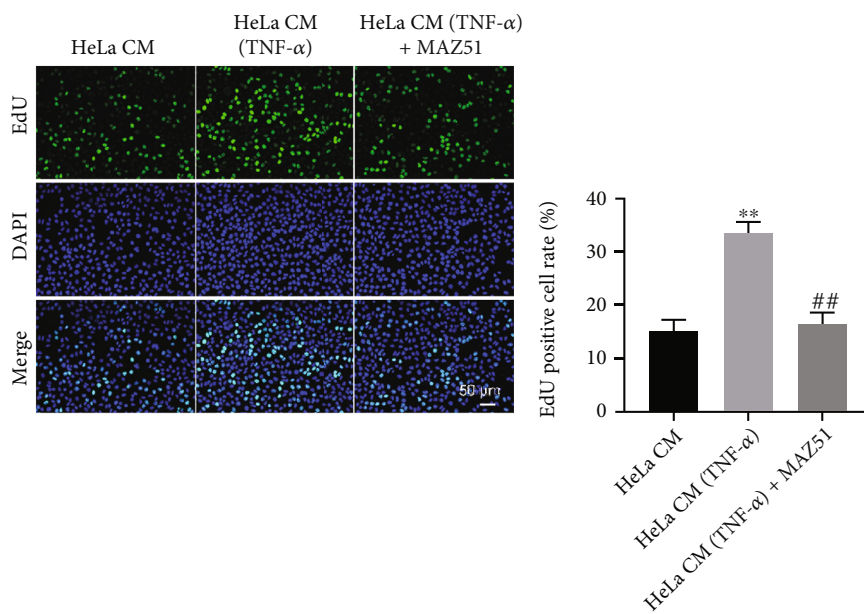 HeLa CM
HeLa CM
(TNF-α)
HeLa CM (TNF-α)
+ MAZ51
EdU
DAPI
Merge
50 μm
EdU positive cell rate (%)
40
30
20
10
0
**
##
HeLa CM
HeLa CM (TNF-α)
HeLa CM (TNF-α) + MAZ51